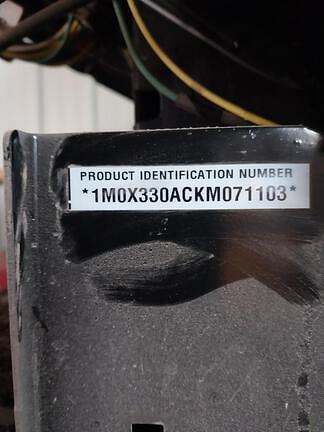 PRODUCT IDENTIFICATION NUMBER
*1M0X330ACKM071103*